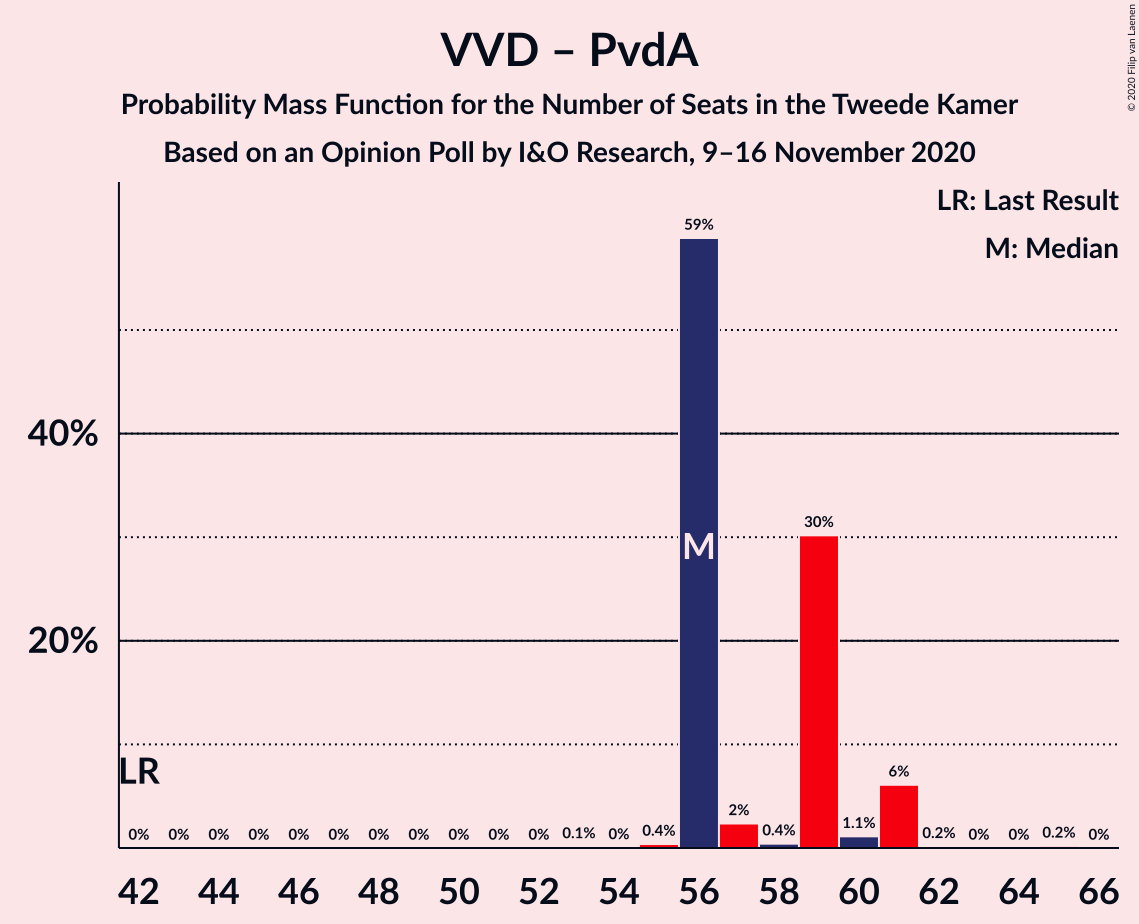 VVD – PvdA
Probability Mass Function for the Number of Seats in the Tweede Kamer
Based on an Opinion Poll by I&O Research, 9–16 November 2020
© 2020 Filip van Laenen
LR: Last Result
M: Median
59%
40%
M
30%
20%
LR
6%
0% 0% 0% 0% 0% 0% 0% 0% 0% 0% 0% 0.1% 0% 0.4% 2% 0.4% 1.1% 0.2% 0% 0% 0.2% 0%
42 44 46 48 50 52 54 56 58 60 62 64 66